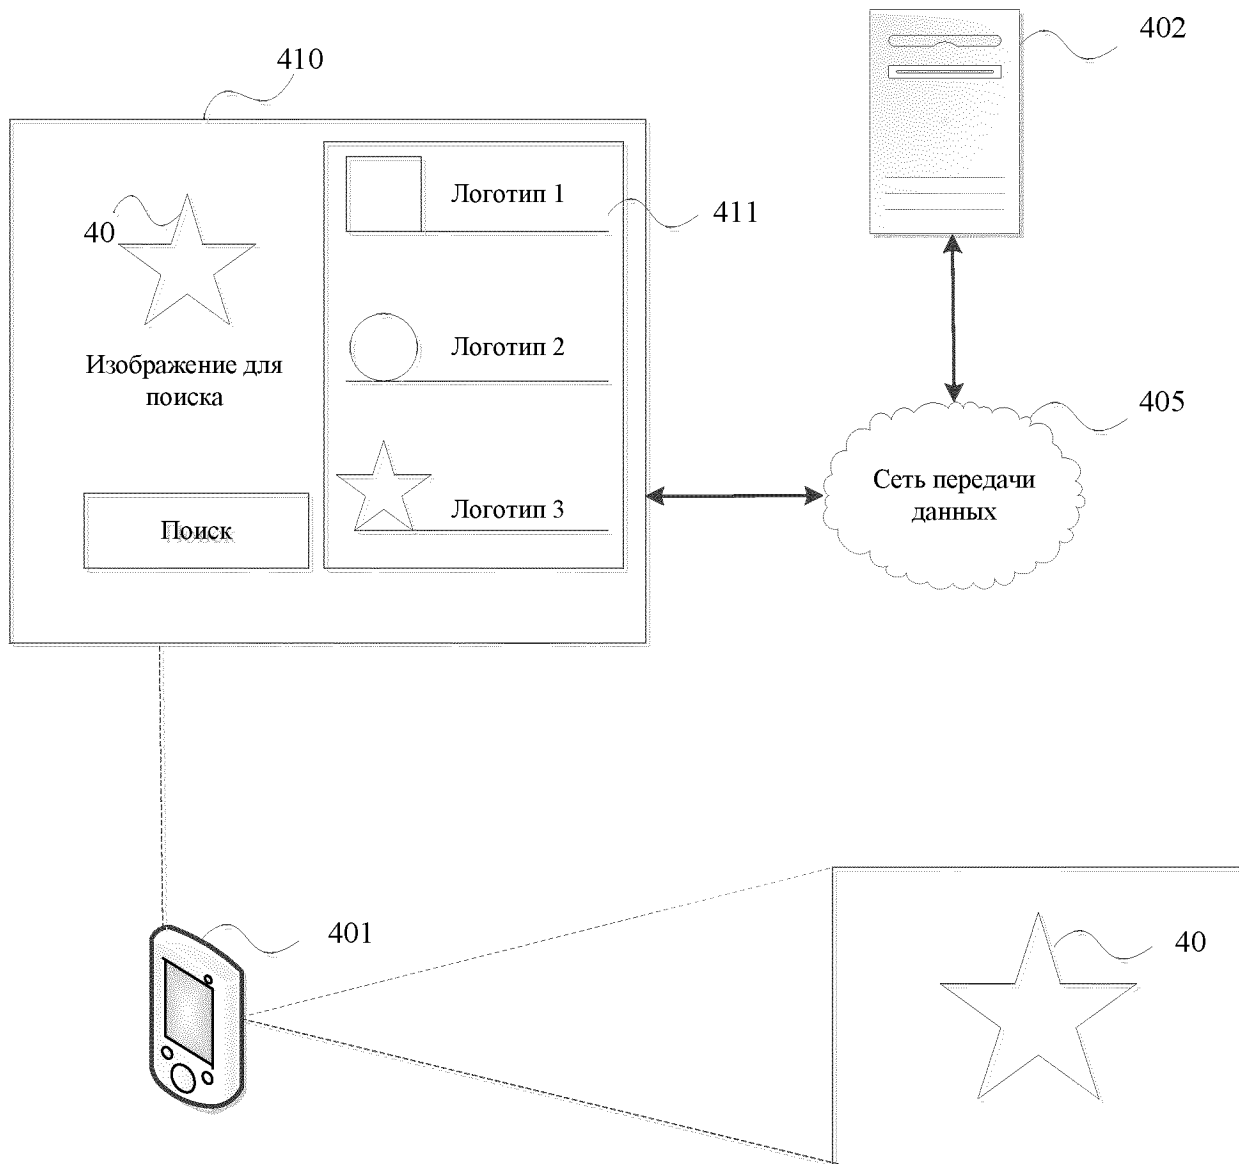 402
410
Логотип 1
411
40
Логотип 2
Изображение для
поиска
405
Сеть передачи
данных
Логотип 3
Поиск
401
40